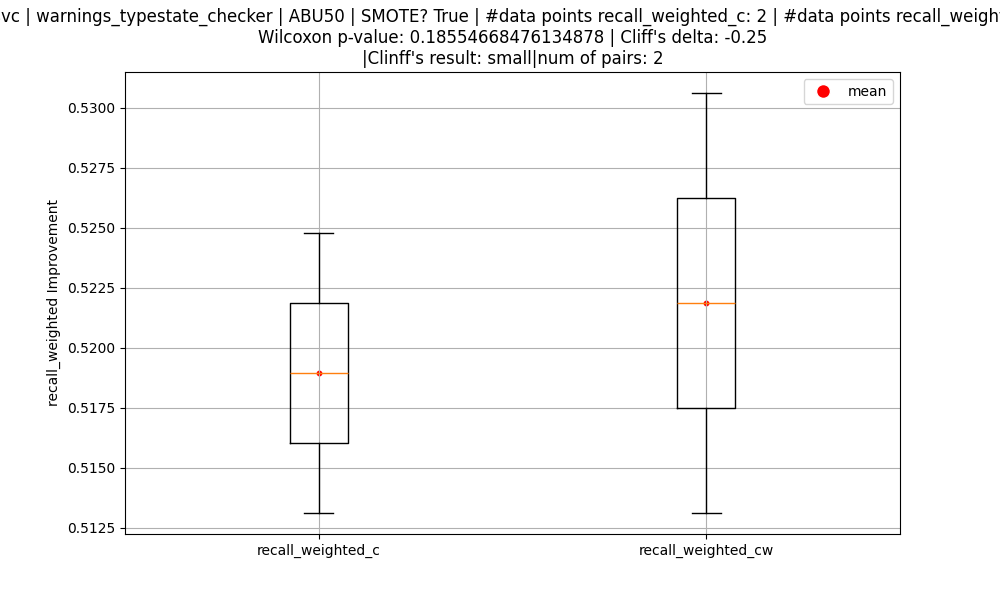 vc | warnings_typestate_checker | ABU50 | SMOTE? True | #data points recall_weighted_c: 2 | #data points recall_weigh
Wilcoxon p-value: 0.18554668476134878 | Cliff's delta: -0.25
|Clinff's result: small|num of pairs: 2
mean
0.5300
0.5275
0.5250
0.5225
0.5200
0.5175
0.5150
0.5125
recall_weighted Improvement
recall_weighted_c
recall_weighted_cw